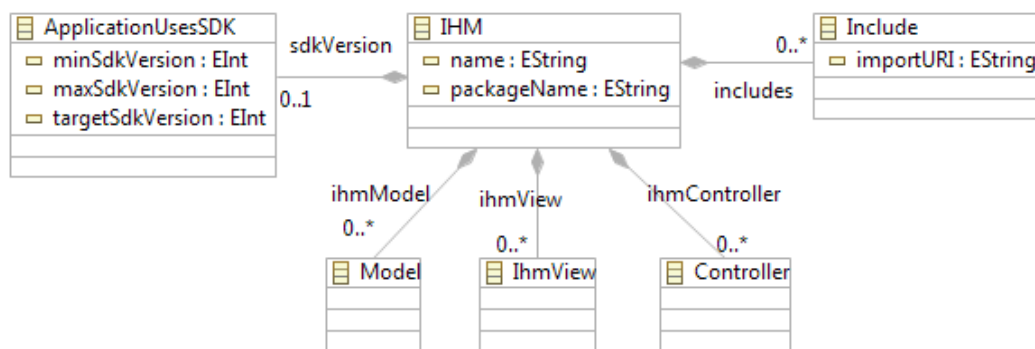 ApplicationUsesSDK
minSdkVersion : EInt
maxSdkVersion : EInt
targetSdkVersion : EInt
sdkVersion
0..1
IHM
name : EString
packageName : EString
0..*
includes
Include
importURI : EString
ihmModel
0..*
ihmView
0..*
ihmController
0..*
Model
IhmView
Controller